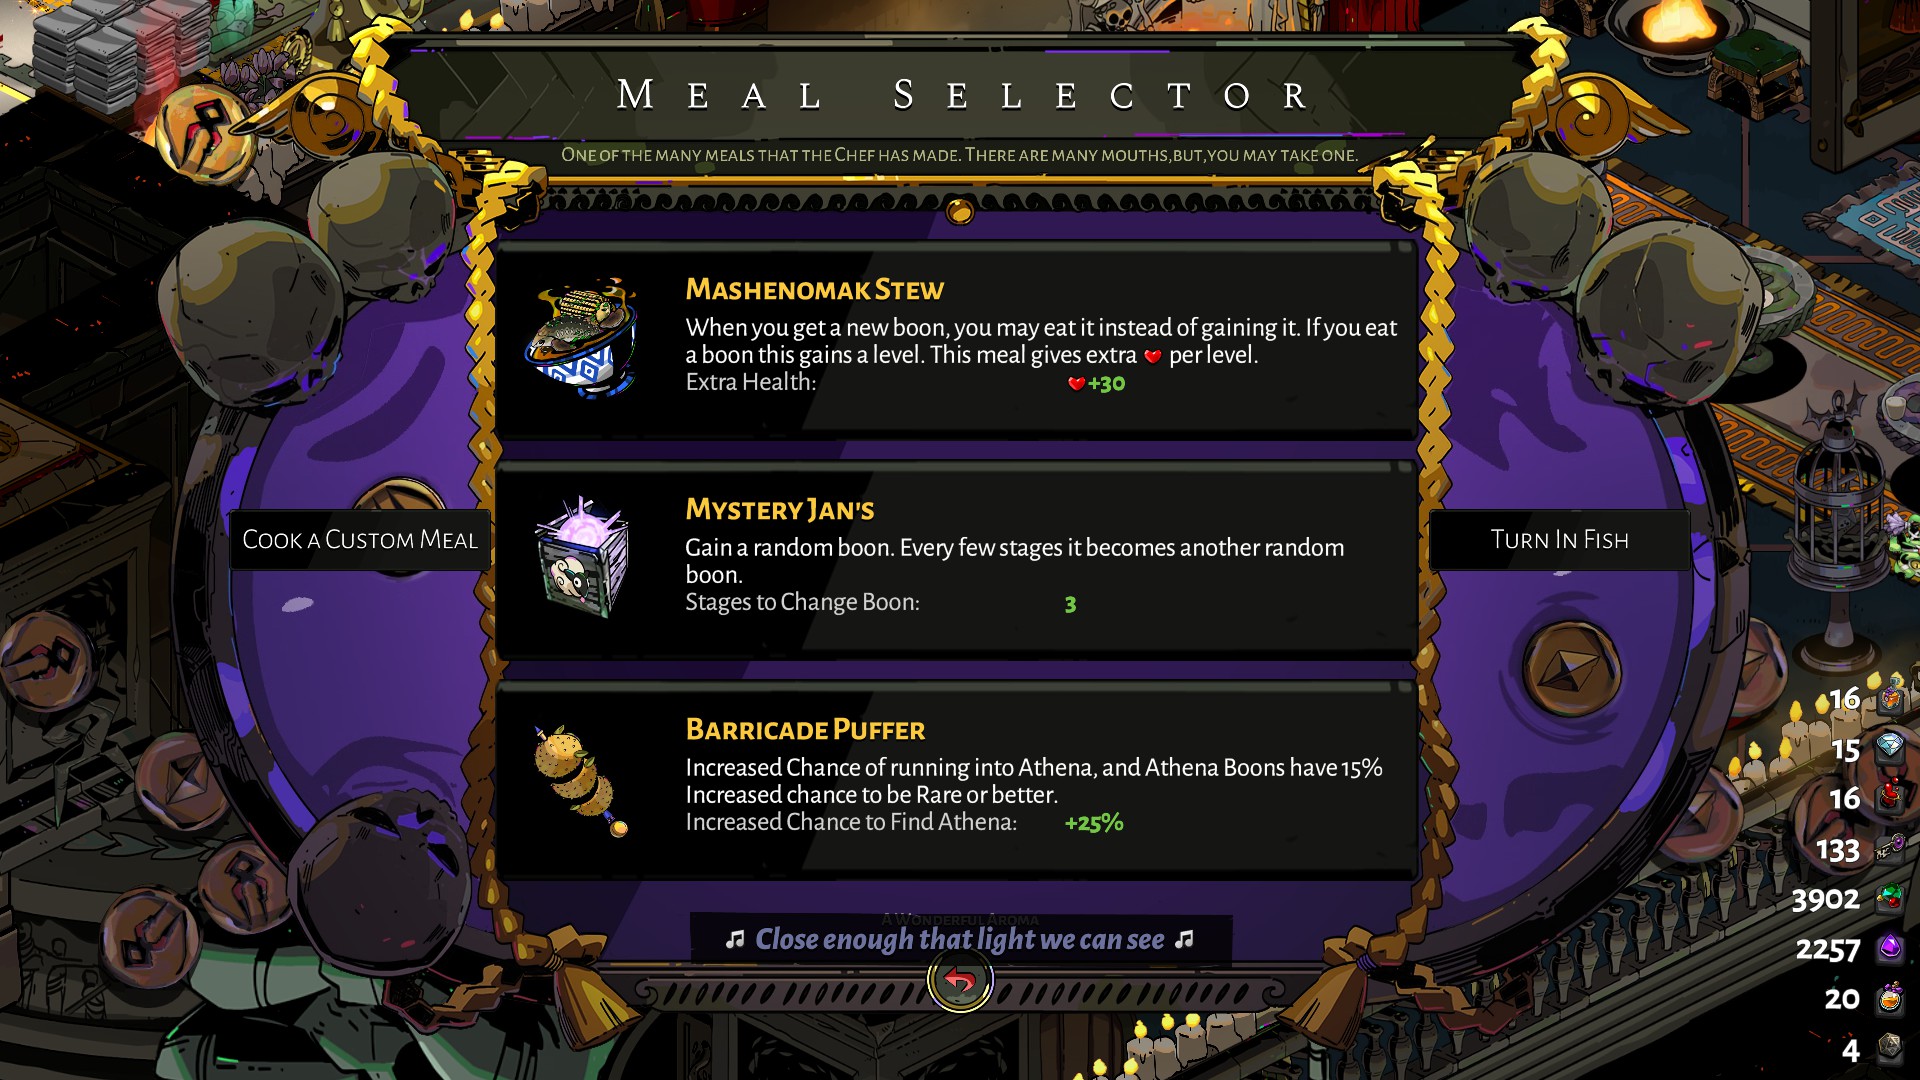 Meal Selector
One of the many meals that the Chef has made. There are many mouths,but,you may take one.
Mashenomak Stew
When you get a new boon, you may eat it instead of gaining it. If you eat
a boon this gains a level. This meal gives extra ❤ per level.
Extra Health: ❤+30
Cook a Custom Meal
Mystery Jan's
Gain a random boon. Every few stages it becomes another random
boon.
Stages to Change Boon: 3
Turn In Fish
Barricade Puffer
Increased Chance of running into Athena, and Athena Boons have 15%
Increased chance to be Rare or better.
Increased Chance to Find Athena: +25%
16
15
16
133
3902
2257
20
4
A Wonderful Aroma
♫ Close enough that light we can see ♫